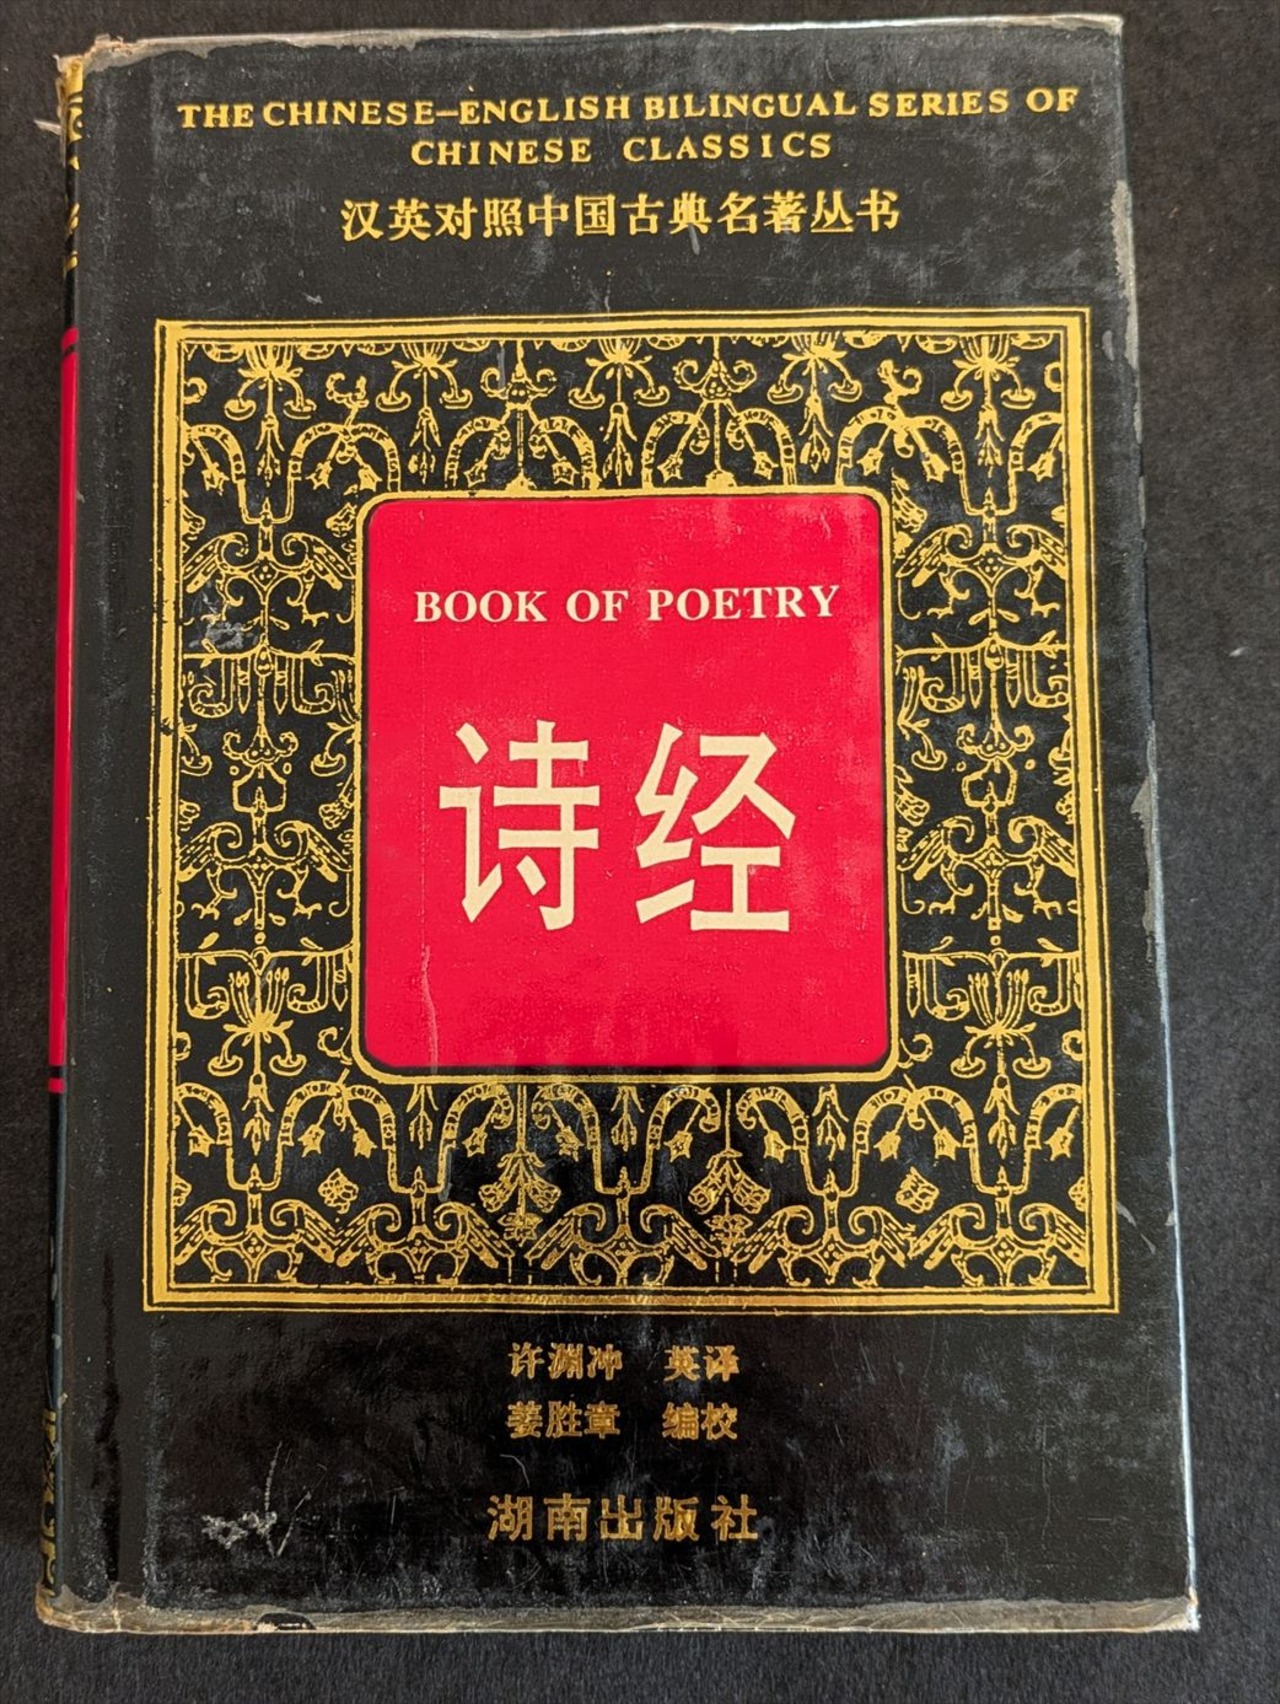 THE CHINESE—ENGLISH BILINGUAL SERIES OF
CHINESE CLASSICS
汉英对照中国古典名著丛书
BOOK OF POETRY
诗经
许渊冲 英译
姜胜章 编校
湖南出版社